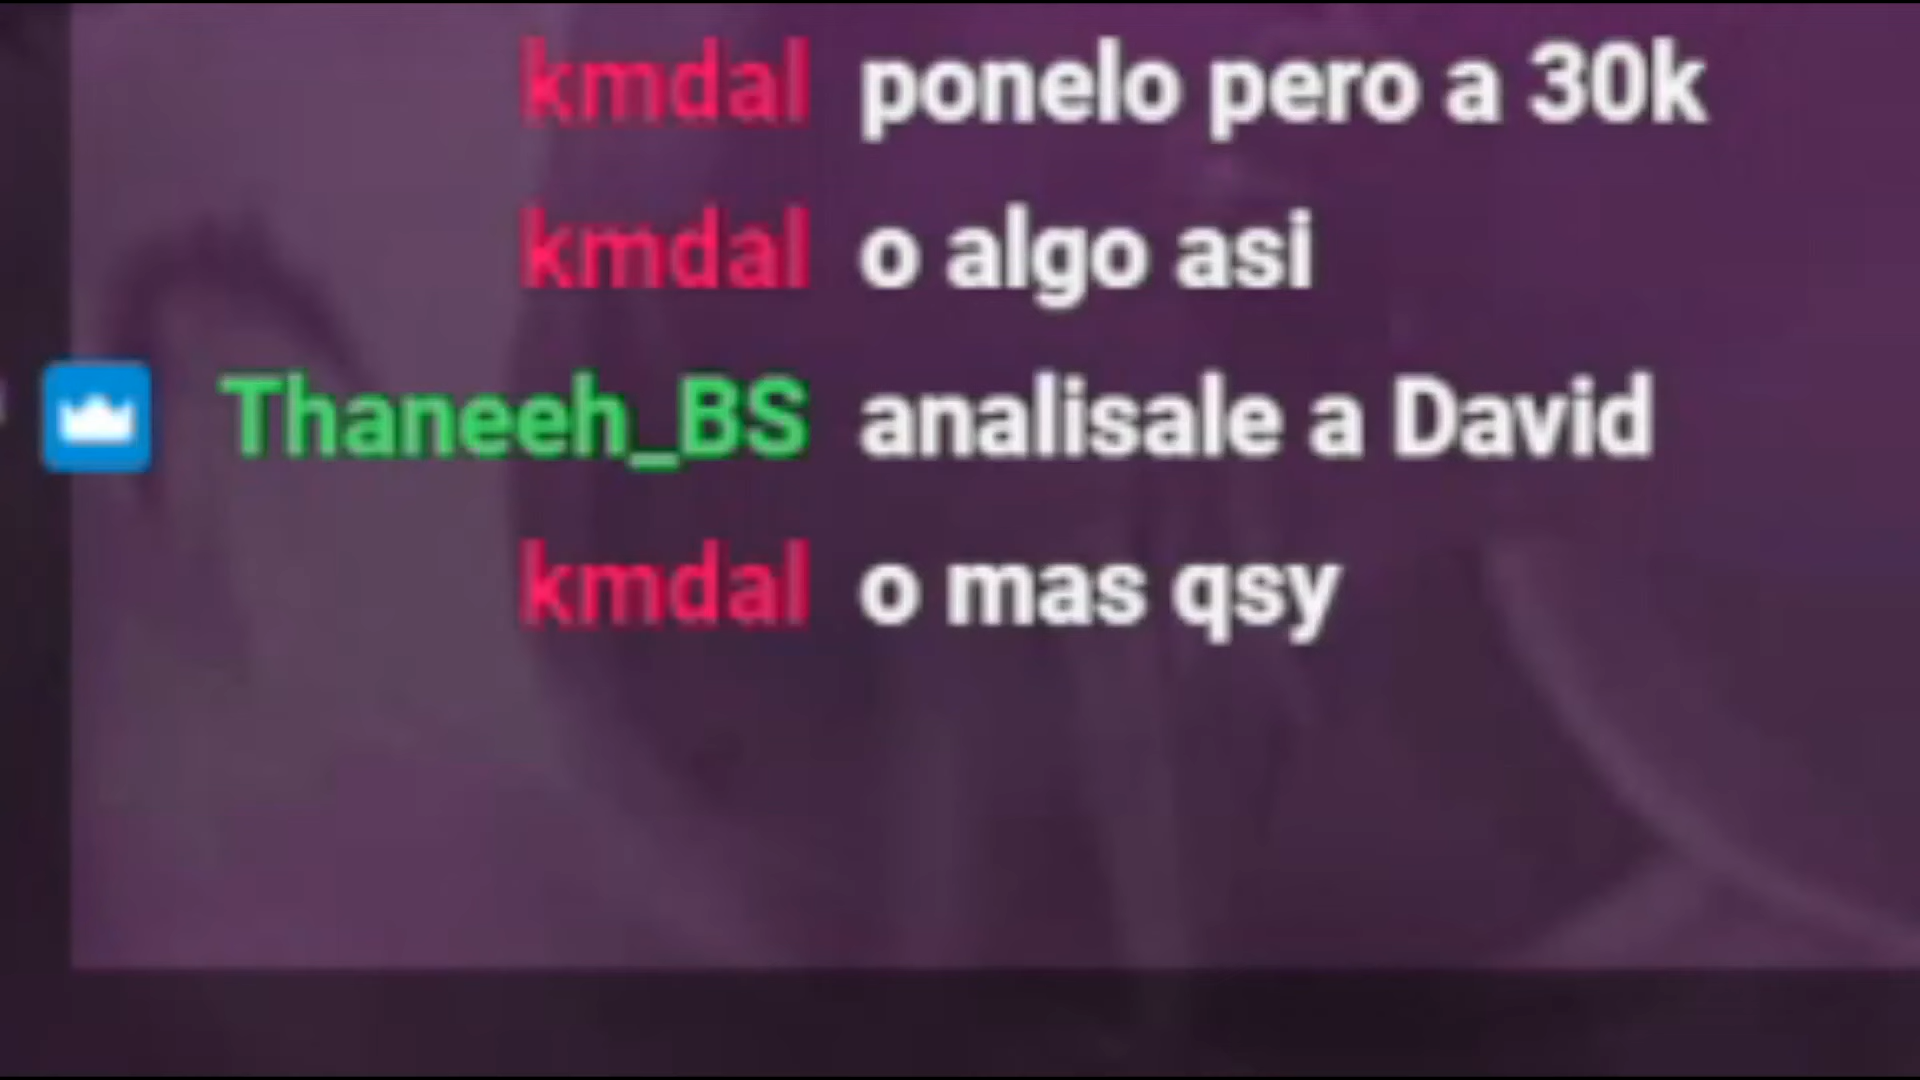 kmdal ponelo pero a 30k
kmdal o algo asi
Thaneeh_BS analisale a David
kmdal o mas qsy